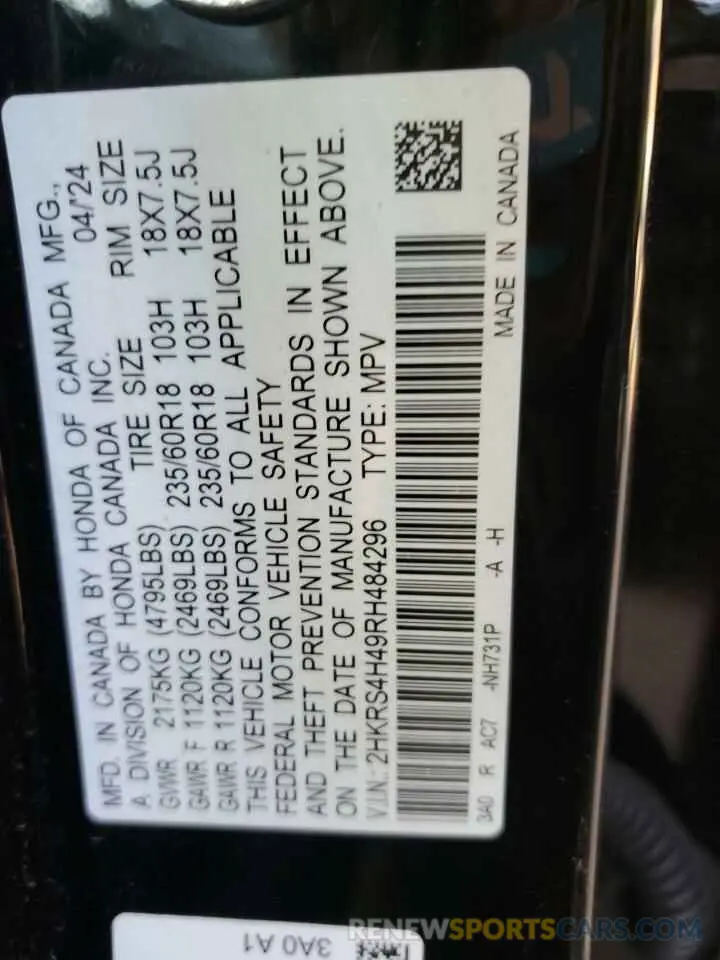 MFD. IN CANADA BY HONDA OF CANADA MFG.,
A DIVISION OF HONDA CANADA INC. 04/'24
GVWR 2175KG (4795LBS) TIRE SIZE RIM SIZE
GAWR F 1120KG (2469LBS) 235/60R18 103H 18X7.5J
GAWR R 1120KG (2469LBS) 235/60R18 103H 18X7.5J
THIS VEHICLE CONFORMS TO ALL APPLICABLE
FEDERAL MOTOR VEHICLE SAFETY
AND THEFT PREVENTION STANDARDS IN EFFECT
ON THE DATE OF MANUFACTURE SHOWN ABOVE.
V.I.N.: 2HKRS4H49RH484296 TYPE: MPV
3A0 R AC7 -NH731P -A -H MADE IN CANADA
3A0 A1
RENEWSPORTSCARS.COM